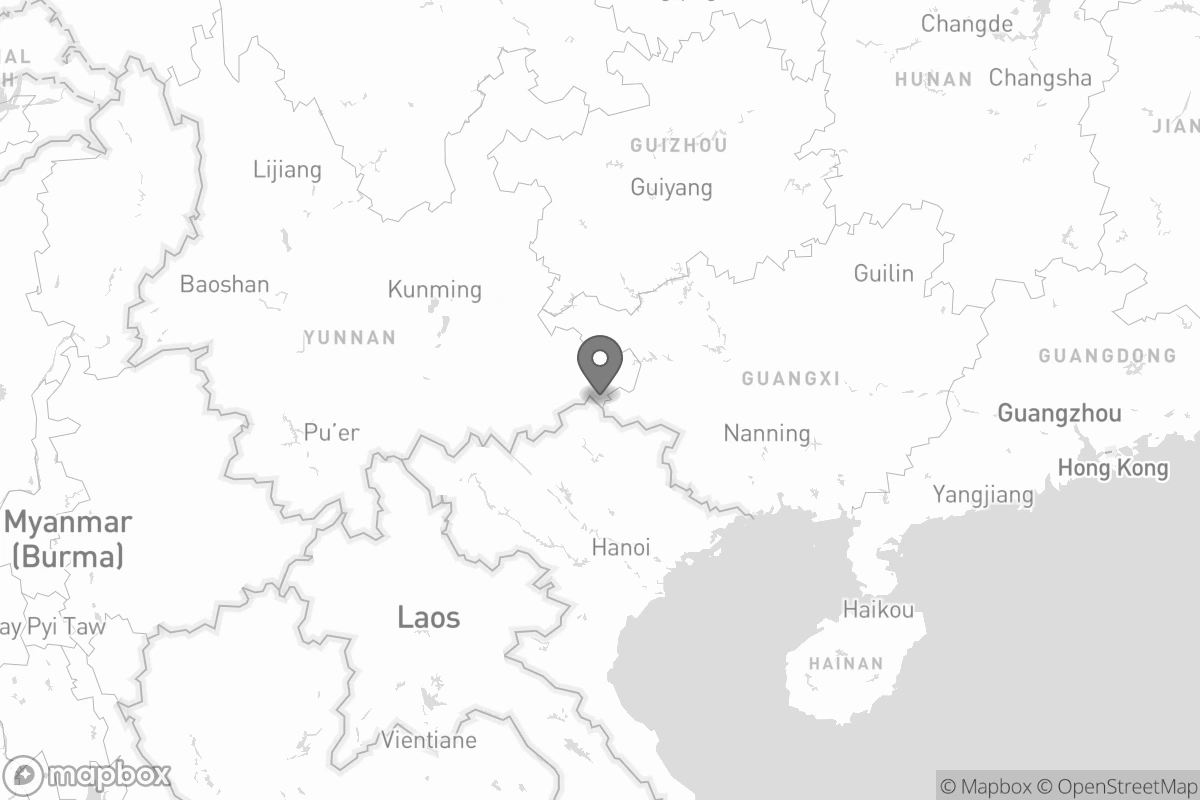 Changde
HUNAN
Changsha
JIAN
GUIZHOU
Guiyang
Lijiang
Baoshan
Kunming
Guilin
YUNNAN
GUANGDONG
GUANGXI
Guangzhou
Pu'er
Nanning
Hong Kong
Yangjiang
Myanmar
(Burma)
Hanoi
Haikou
Laos
ay Pyi Taw
HAINAN
Vientiane
mapbox
© Mapbox © OpenStreetMap